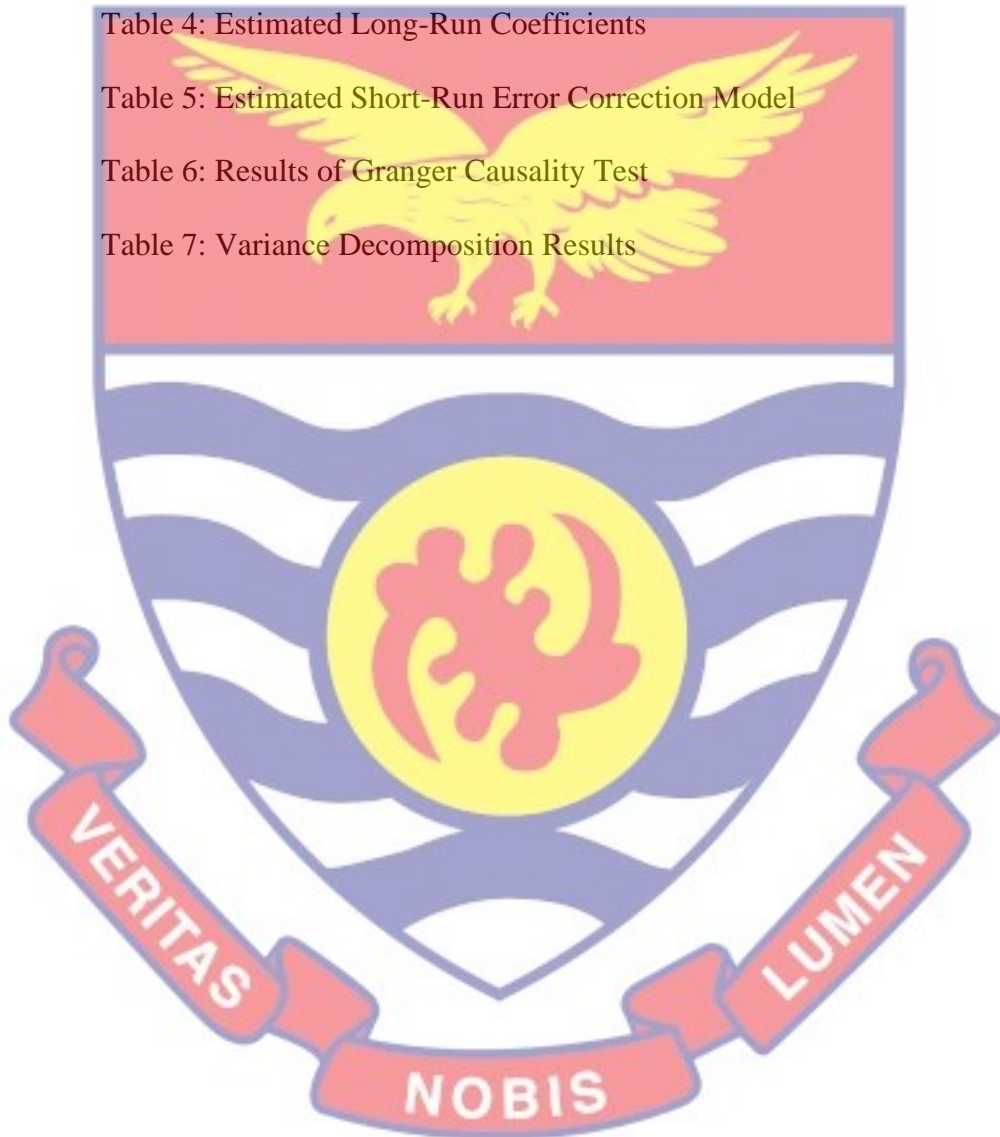 Table 4: Estimated Long-Run Coefficients
Table 5: Estimated Short-Run Error Correction Model
Table 6: Results of Granger Causality Test
Table 7: Variance Decomposition Results
VERITAS
NOBIS
LUMEN